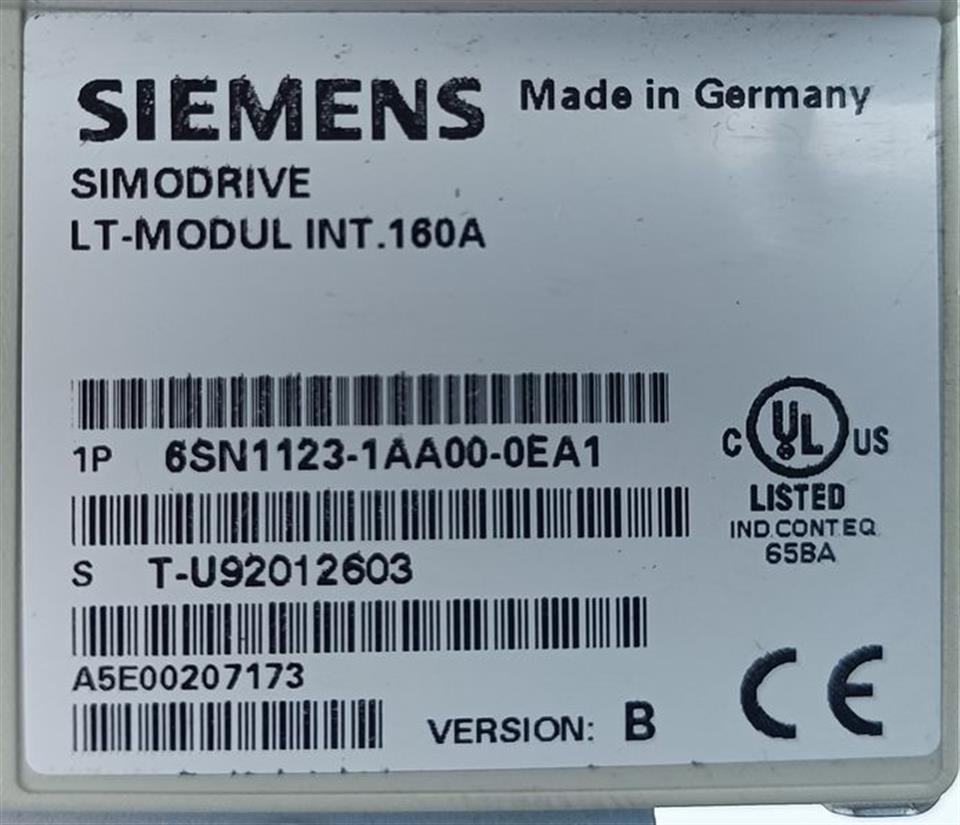 SIEMENS Made in Germany
SIMODRIVE
LT-MODUL INT.160A
1P 6SN1123-1AA00-0EA1
C UL US
LISTED
IND.CONT.EQ
65BA
S T-U92012603
A5E00207173
VERSION: B
CE